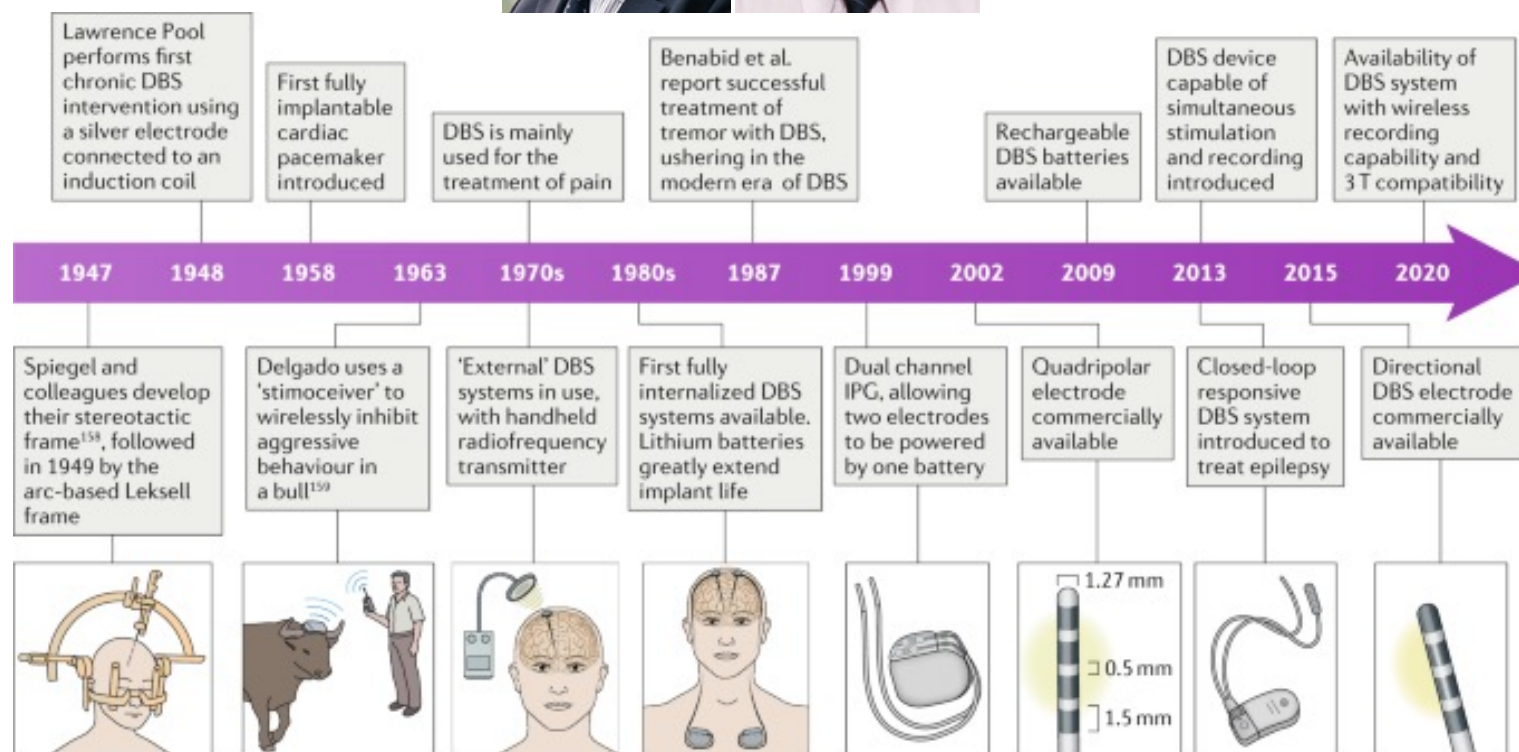 Lawrence Pool
performs first
chronic DBS
intervention using
a silver electrode
connected to an
induction coil
First fully
implantable
cardiac
pacemaker
introduced
DBS is mainly
used for the
treatment of pain
Benabid et al.
report successful
treatment of
tremor with DBS,
ushering in the
modern era of DBS
Rechargeable
DBS batteries
available
DBS device
capable of
simultaneous
stimulation
and recording
introduced
Availability of
DBS system
with wireless
recording
capability and
3 T compatibility
1947 1948 1958 1963 1970s 1980s 1987 1999 2002 2009 2013 2015 2020
Spiegel and
colleagues develop
their stereotactic
frame¹⁵⁸, followed
in 1949 by the
arc-based Leksell
frame
Delgado uses a
‘stimoceiver’ to
wirelessly inhibit
aggressive
behaviour in
a bull¹⁵⁹
‘External’ DBS
systems in use,
with handheld
radiofrequency
transmitter
First fully
internalized DBS
systems available.
Lithium batteries
greatly extend
implant life
Dual channel
IPG, allowing
two electrodes
to be powered
by one battery
Quadripolar
electrode
commercially
available
Closed-loop
responsive
DBS system
introduced to
treat epilepsy
Directional
DBS electrode
commercially
available
1.27 mm
0.5 mm
1.5 mm